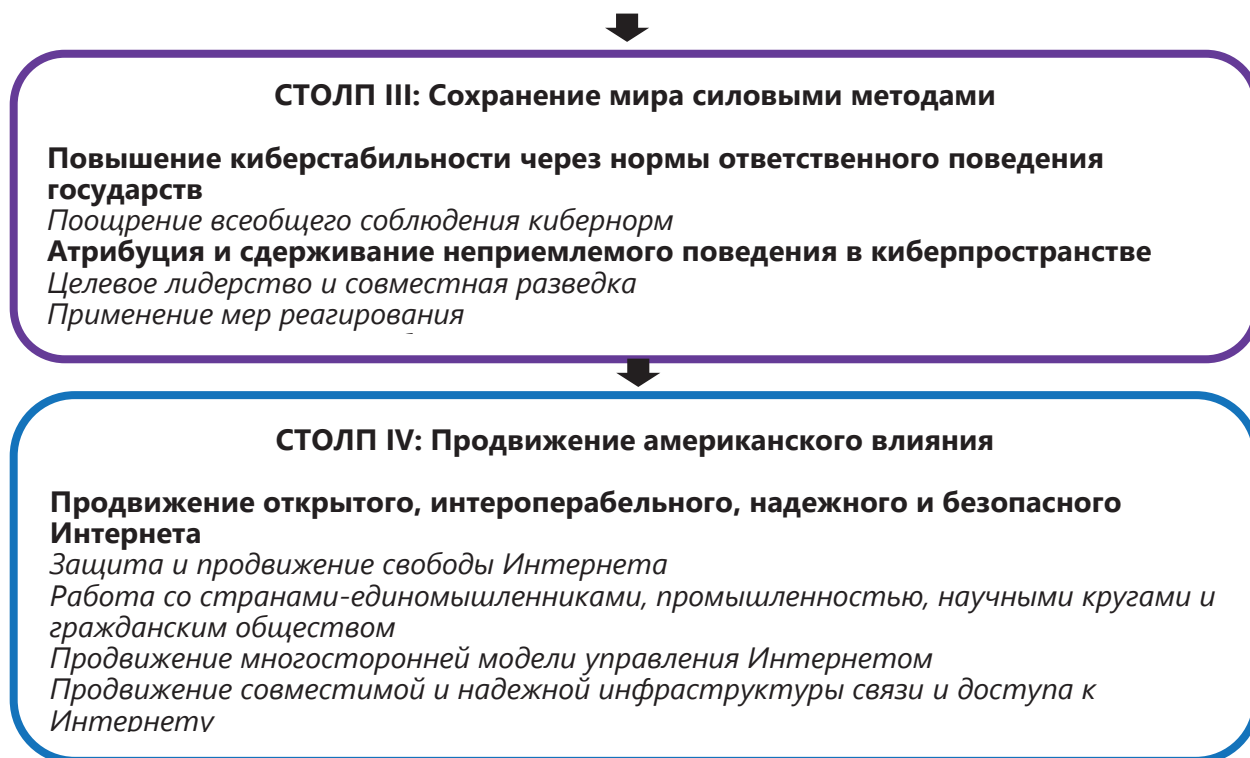 СТОЛП III: Сохранение мира силовыми методами
Повышение киберстабильности через нормы ответственного поведения
государств
Поощрение всеобщего соблюдения кибернорм
Атрибуция и сдерживание неприемлемого поведения в киберпространстве
Целевое лидерство и совместная разведка
Применение мер реагирования
СТОЛП IV: Продвижение американского влияния
Продвижение открытого, интероперабельного, надежного и безопасного
Интернета
Защита и продвижение свободы Интернета
Работа со странами-единомышленниками, промышленностью, научными кругами и
гражданским обществом
Продвижение многосторонней модели управления Интернетом
Продвижение совместимой и надежной инфраструктуры связи и доступа к
Интернету